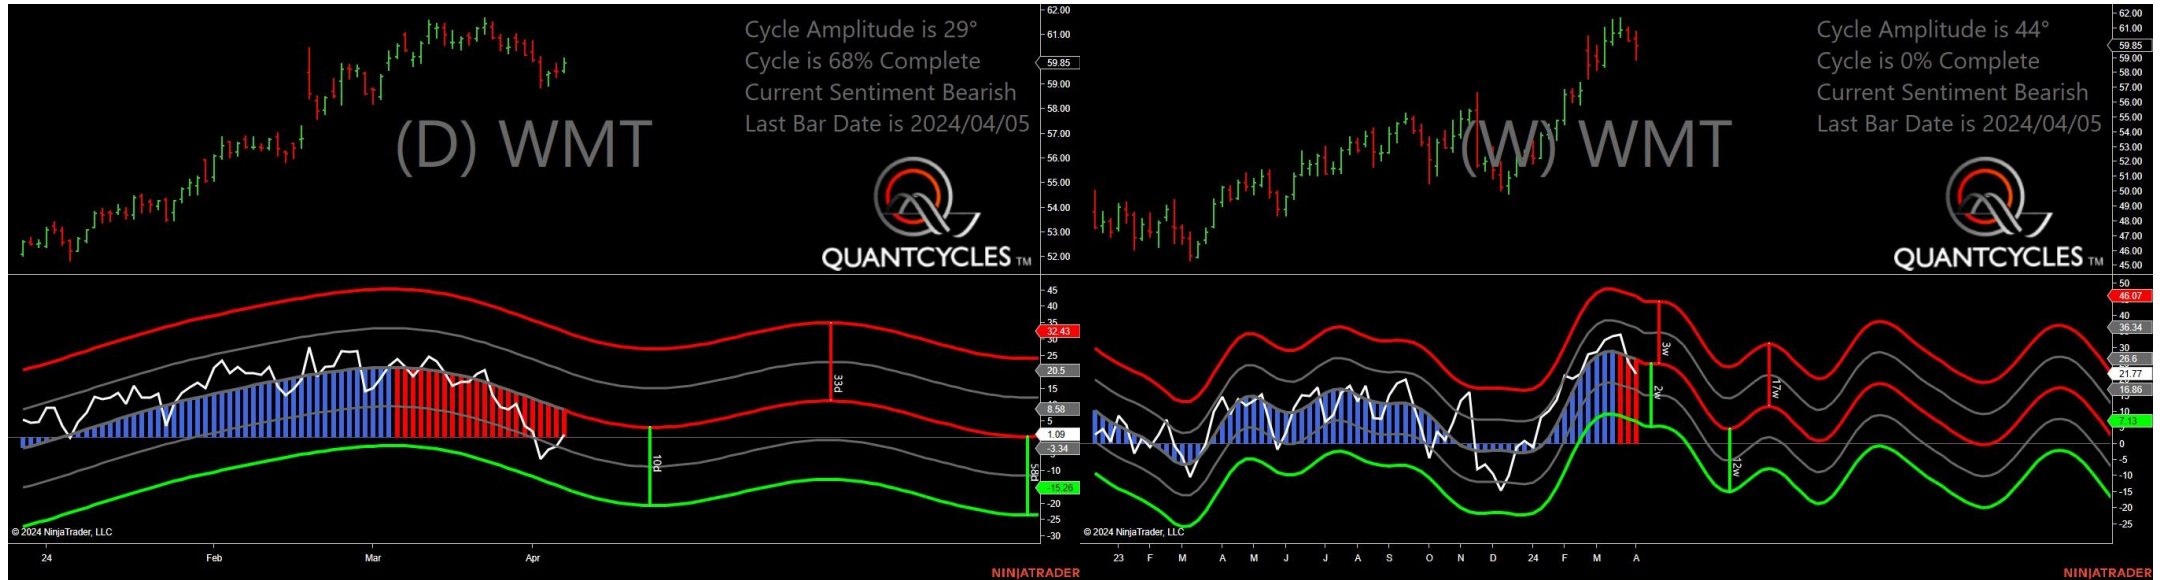 Cycle Amplitude is 29°
Cycle is 68% Complete
Current Sentiment Bearish
Last Bar Date is 2024/04/05
(D) WMT
QUANTCYCLES TM
62.00
61.00
59.85
59.00
58.00
57.00
56.00
55.00
54.00
53.00
52.00
45
40
35
32.43
30
25
20.5
15
8.58
5
1.09
-3.34
-10
-15.26
-20
-25
-30
10d
33d
58d
© 2024 NinjaTrader, LLC
24 Feb Mar Apr
NINJATRADER
Cycle Amplitude is 44°
Cycle is 0% Complete
Current Sentiment Bearish
Last Bar Date is 2024/04/05
(W) WMT
QUANTCYCLES TM
62.00
61.00
59.85
59.00
58.00
57.00
56.00
55.00
54.00
53.00
52.00
51.00
50.00
49.00
48.00
47.00
46.00
45.00
50
46.07
40
36.34
30
26.6
21.77
16.86
10
7.13
0
-5
-10
-15
-20
-25
3w
2w
17w
12w
© 2024 NinjaTrader, LLC
23 F M A M J J A S O N D 24 F M A
NINJATRADER